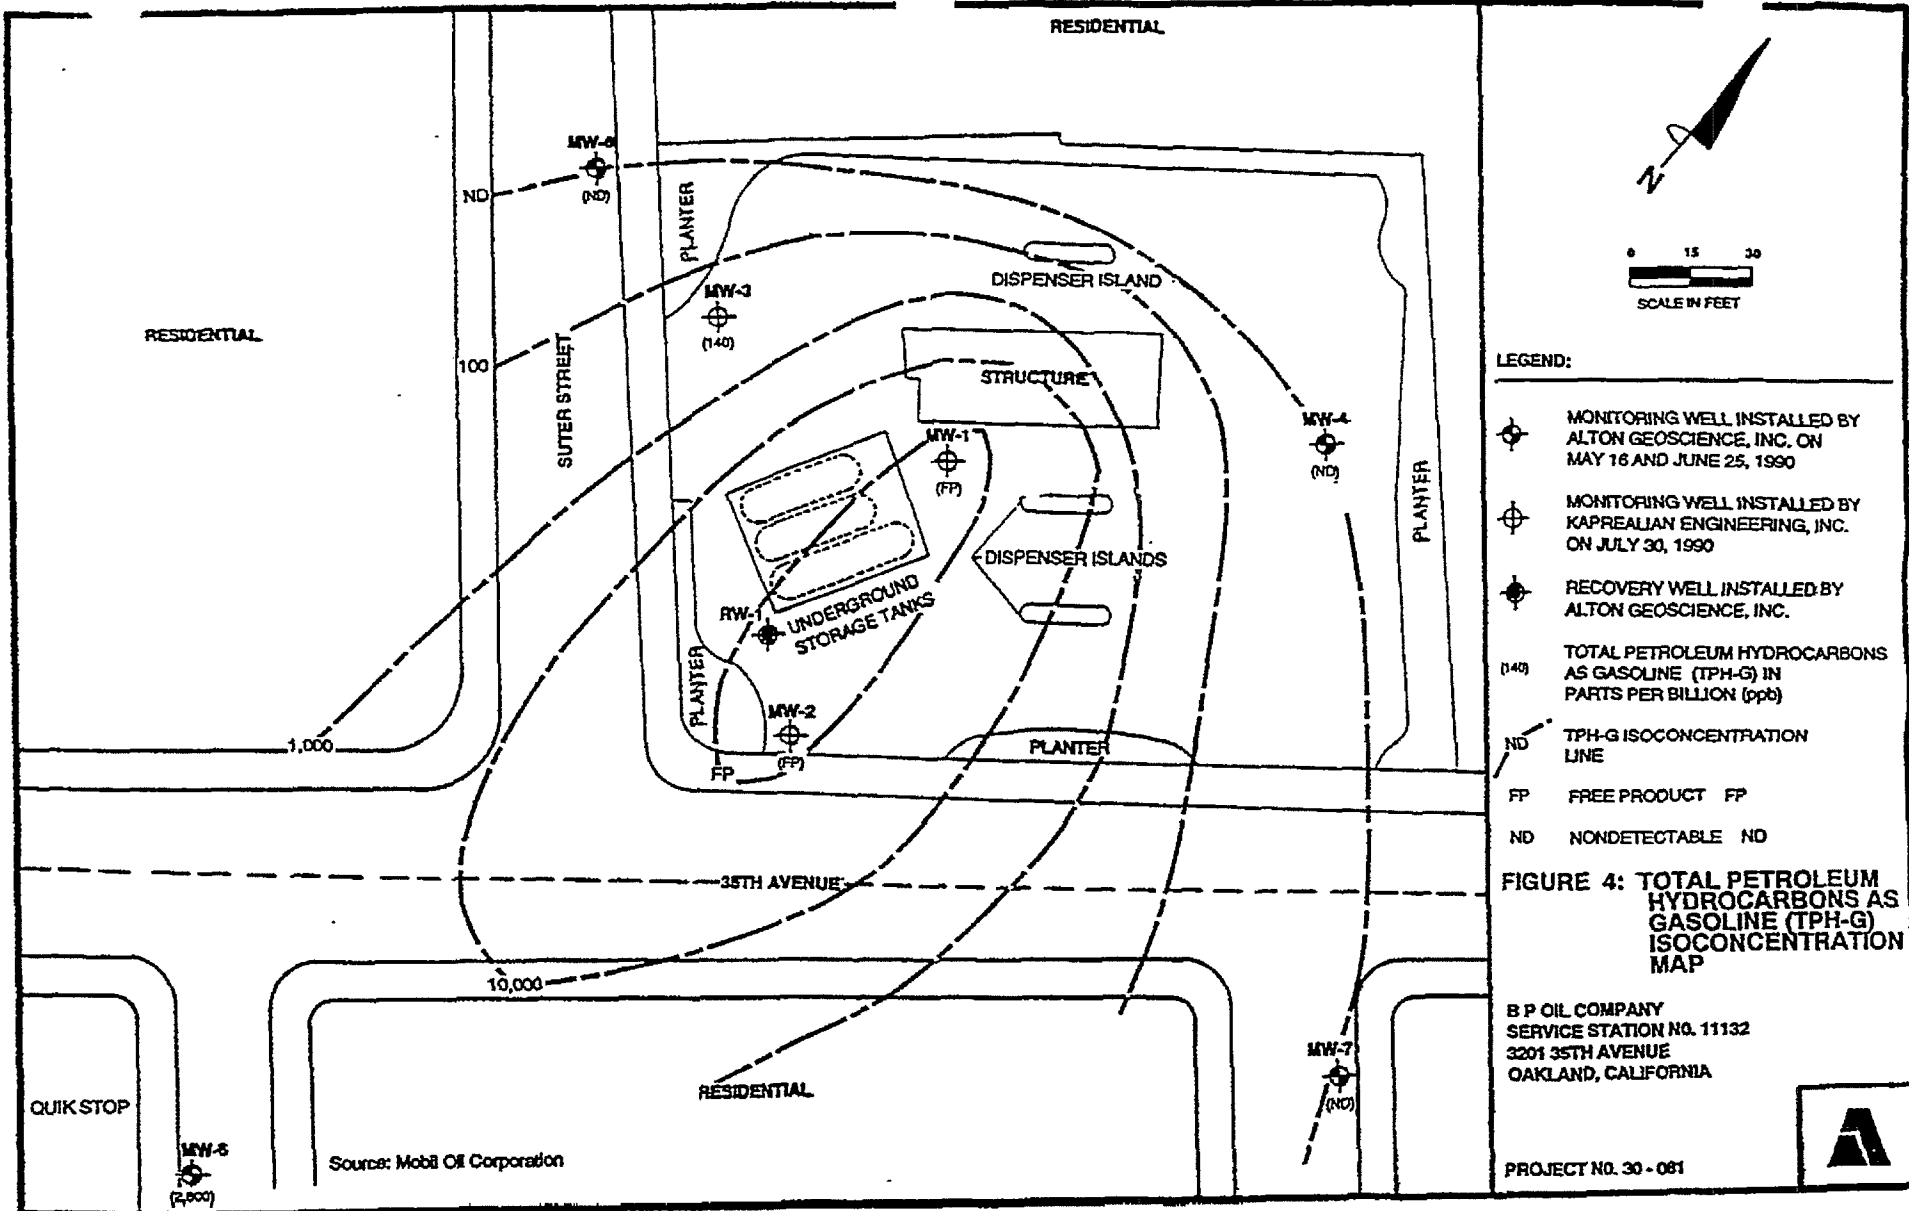 RESIDENTIAL
MW-6
ND
(ND)
PLANTER
DISPENSER ISLAND
MW-3
(140)
RESIDENTIAL
100
SUTER STREET
STRUCTURE
MW-1
(FP)
MW-4
(ND)
PLANTER
DISPENSER ISLANDS
RW-1
UNDERGROUND
STORAGE TANKS
PLANTER
MW-2
(FP)
FP
1,000
PLANTER
35TH AVENUE
10,000
RESIDENTIAL
MW-7
(ND)
QUIK STOP
(2,800)
Source: Mobil Oil Corporation
N
0 15 30
SCALE IN FEET
LEGEND:
MONITORING WELL INSTALLED BY
ALTON GEOSCIENCE, INC. ON
MAY 16 AND JUNE 25, 1990
MONITORING WELL INSTALLED BY
KAPREALIAN ENGINEERING, INC.
ON JULY 30, 1990
RECOVERY WELL INSTALLED BY
ALTON GEOSCIENCE, INC.
(140) TOTAL PETROLEUM HYDROCARBONS
AS GASOLINE (TPH-G) IN
PARTS PER BILLION (ppb)
ND TPH-G ISOCONCENTRATION
LINE
FP FREE PRODUCT FP
ND NONDETECTABLE ND
FIGURE 4: TOTAL PETROLEUM
HYDROCARBONS AS
GASOLINE (TPH-G)
ISOCONCENTRATION
MAP
B P OIL COMPANY
SERVICE STATION NO. 11132
3201 35TH AVENUE
OAKLAND, CALIFORNIA
PROJECT NO. 30 - 061